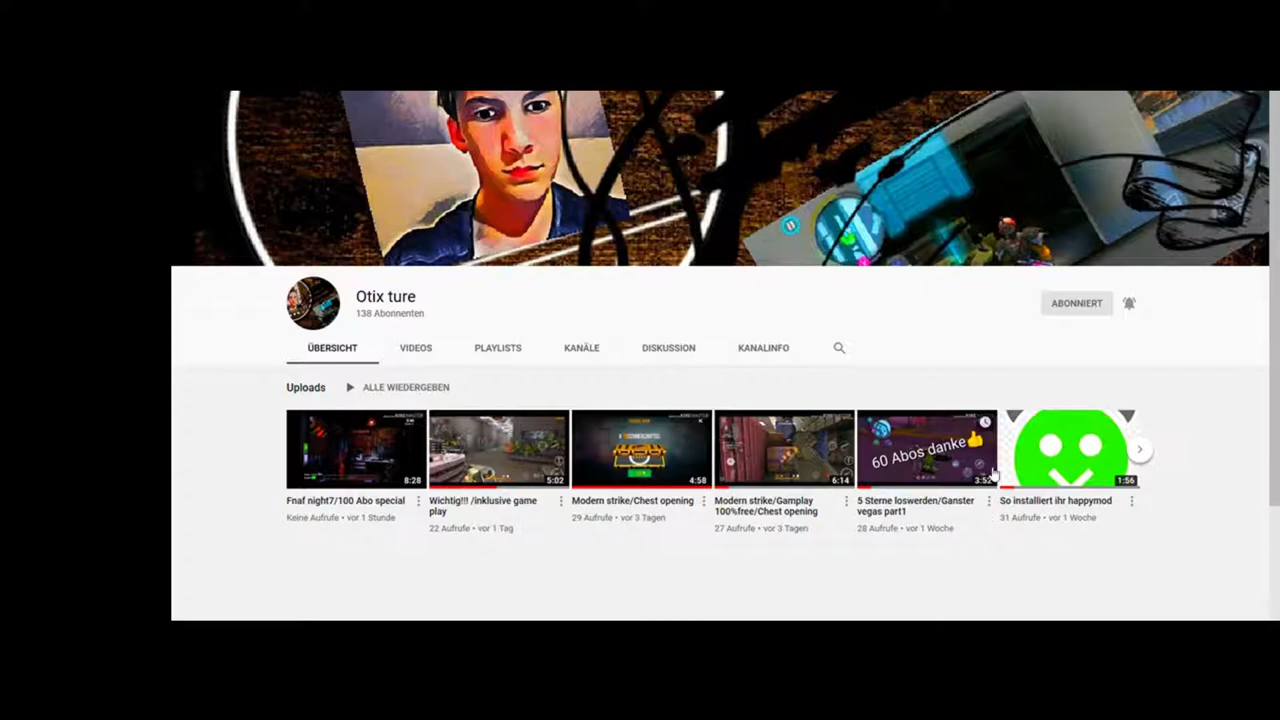 Otix ture
138 Abonnenten
ABONNIERT
ÜBERSICHT VIDEOS PLAYLISTS KANÄLE DISKUSSION KANALINFO
Uploads ALLE WIEDERGEBEN
60 Abos danke👍
8:28 5:02 4:58 6:14 3:52 1:56
Fnaf night7/100 Abo special
Keine Aufrufe • vor 1 Stunde
Wichtig!!! /inklusive game
play
22 Aufrufe • vor 1 Tag
Modern strike/Chest opening
29 Aufrufe • vor 3 Tagen
Modern strike/Gamplay
100%free/Chest opening
27 Aufrufe • vor 3 Tagen
5 Sterne loswerden/Ganster
vegas part1
28 Aufrufe • vor 1 Woche
So installiert ihr happymod
31 Aufrufe • vor 1 Woche